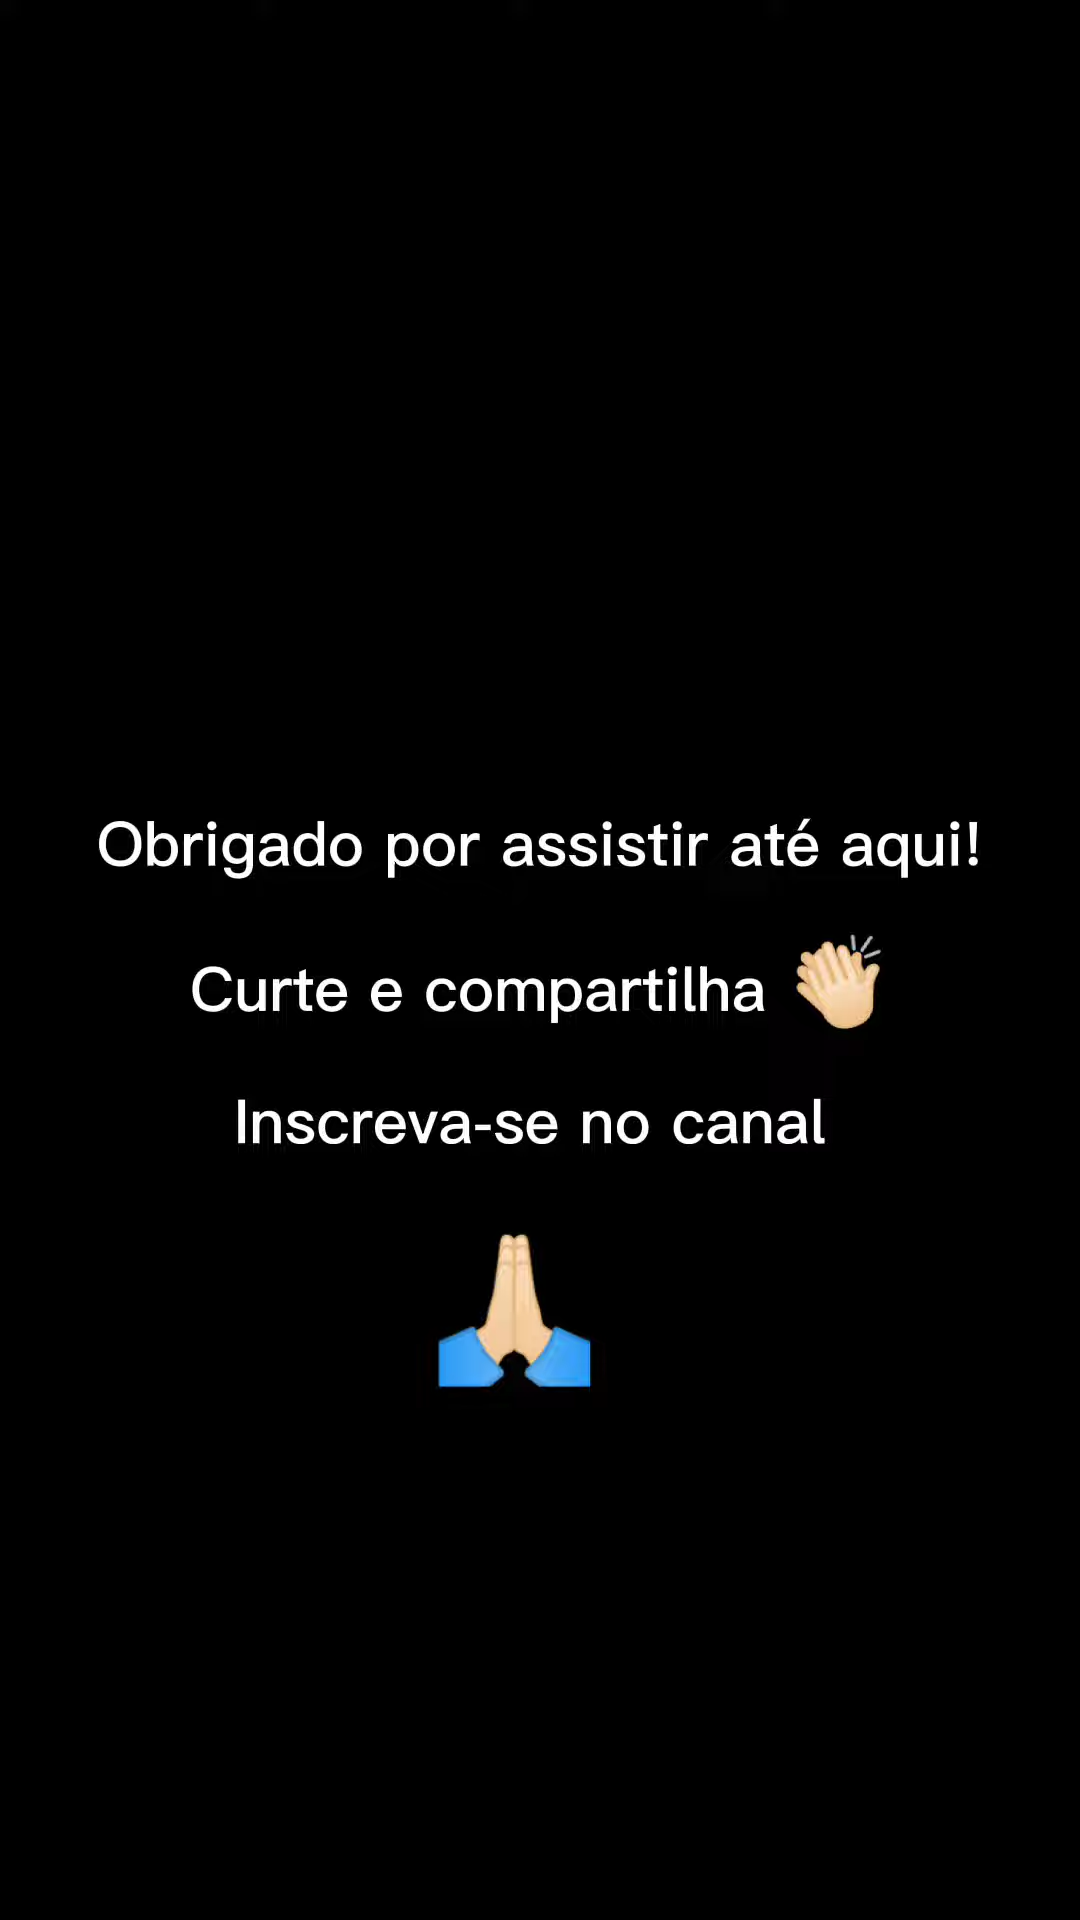 Obrigado por assistir até aqui!
Curte e compartilha 👏🏻
Inscreva-se no canal
🙏🏻